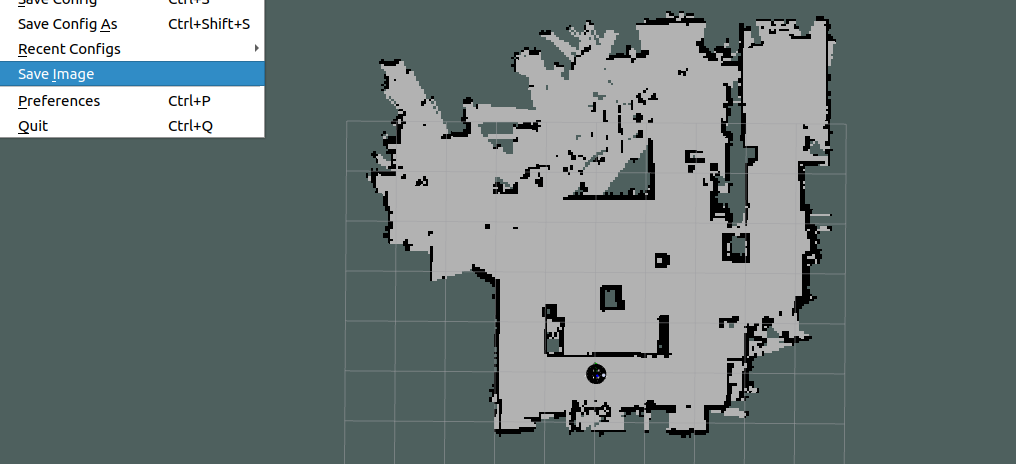 Save Config Ctrl+S
Save Config As Ctrl+Shift+S
Recent Configs
Save Image
Preferences Ctrl+P
Quit Ctrl+Q